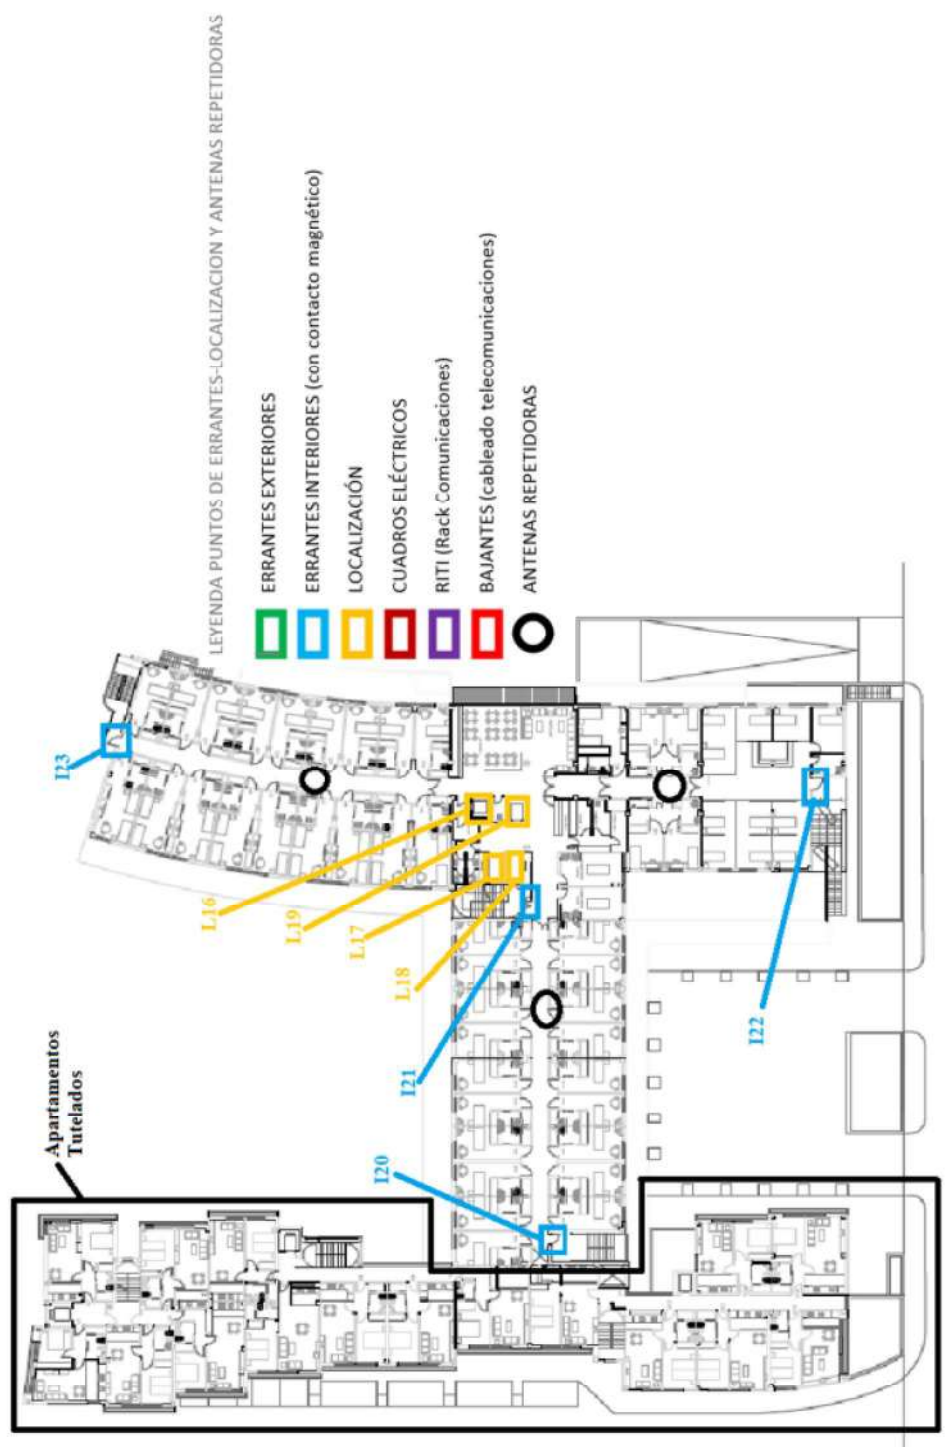 LEYENDA PUNTOS DE ERRANTES-LOCALIZACION Y ANTENAS REPETIDORAS
ERRANTES EXTERIORES
ERRANTES INTERIORES (con contacto magnético)
LOCALIZACIÓN
CUADROS ELÉCTRICOS
RITI (Rack Comunicaciones)
BAJANTES (cableado telecomunicaciones)
ANTENAS REPETIDORAS
Apartamentos
Tutelados
I23
L16
L19
L17
L18
I21
I20
I22